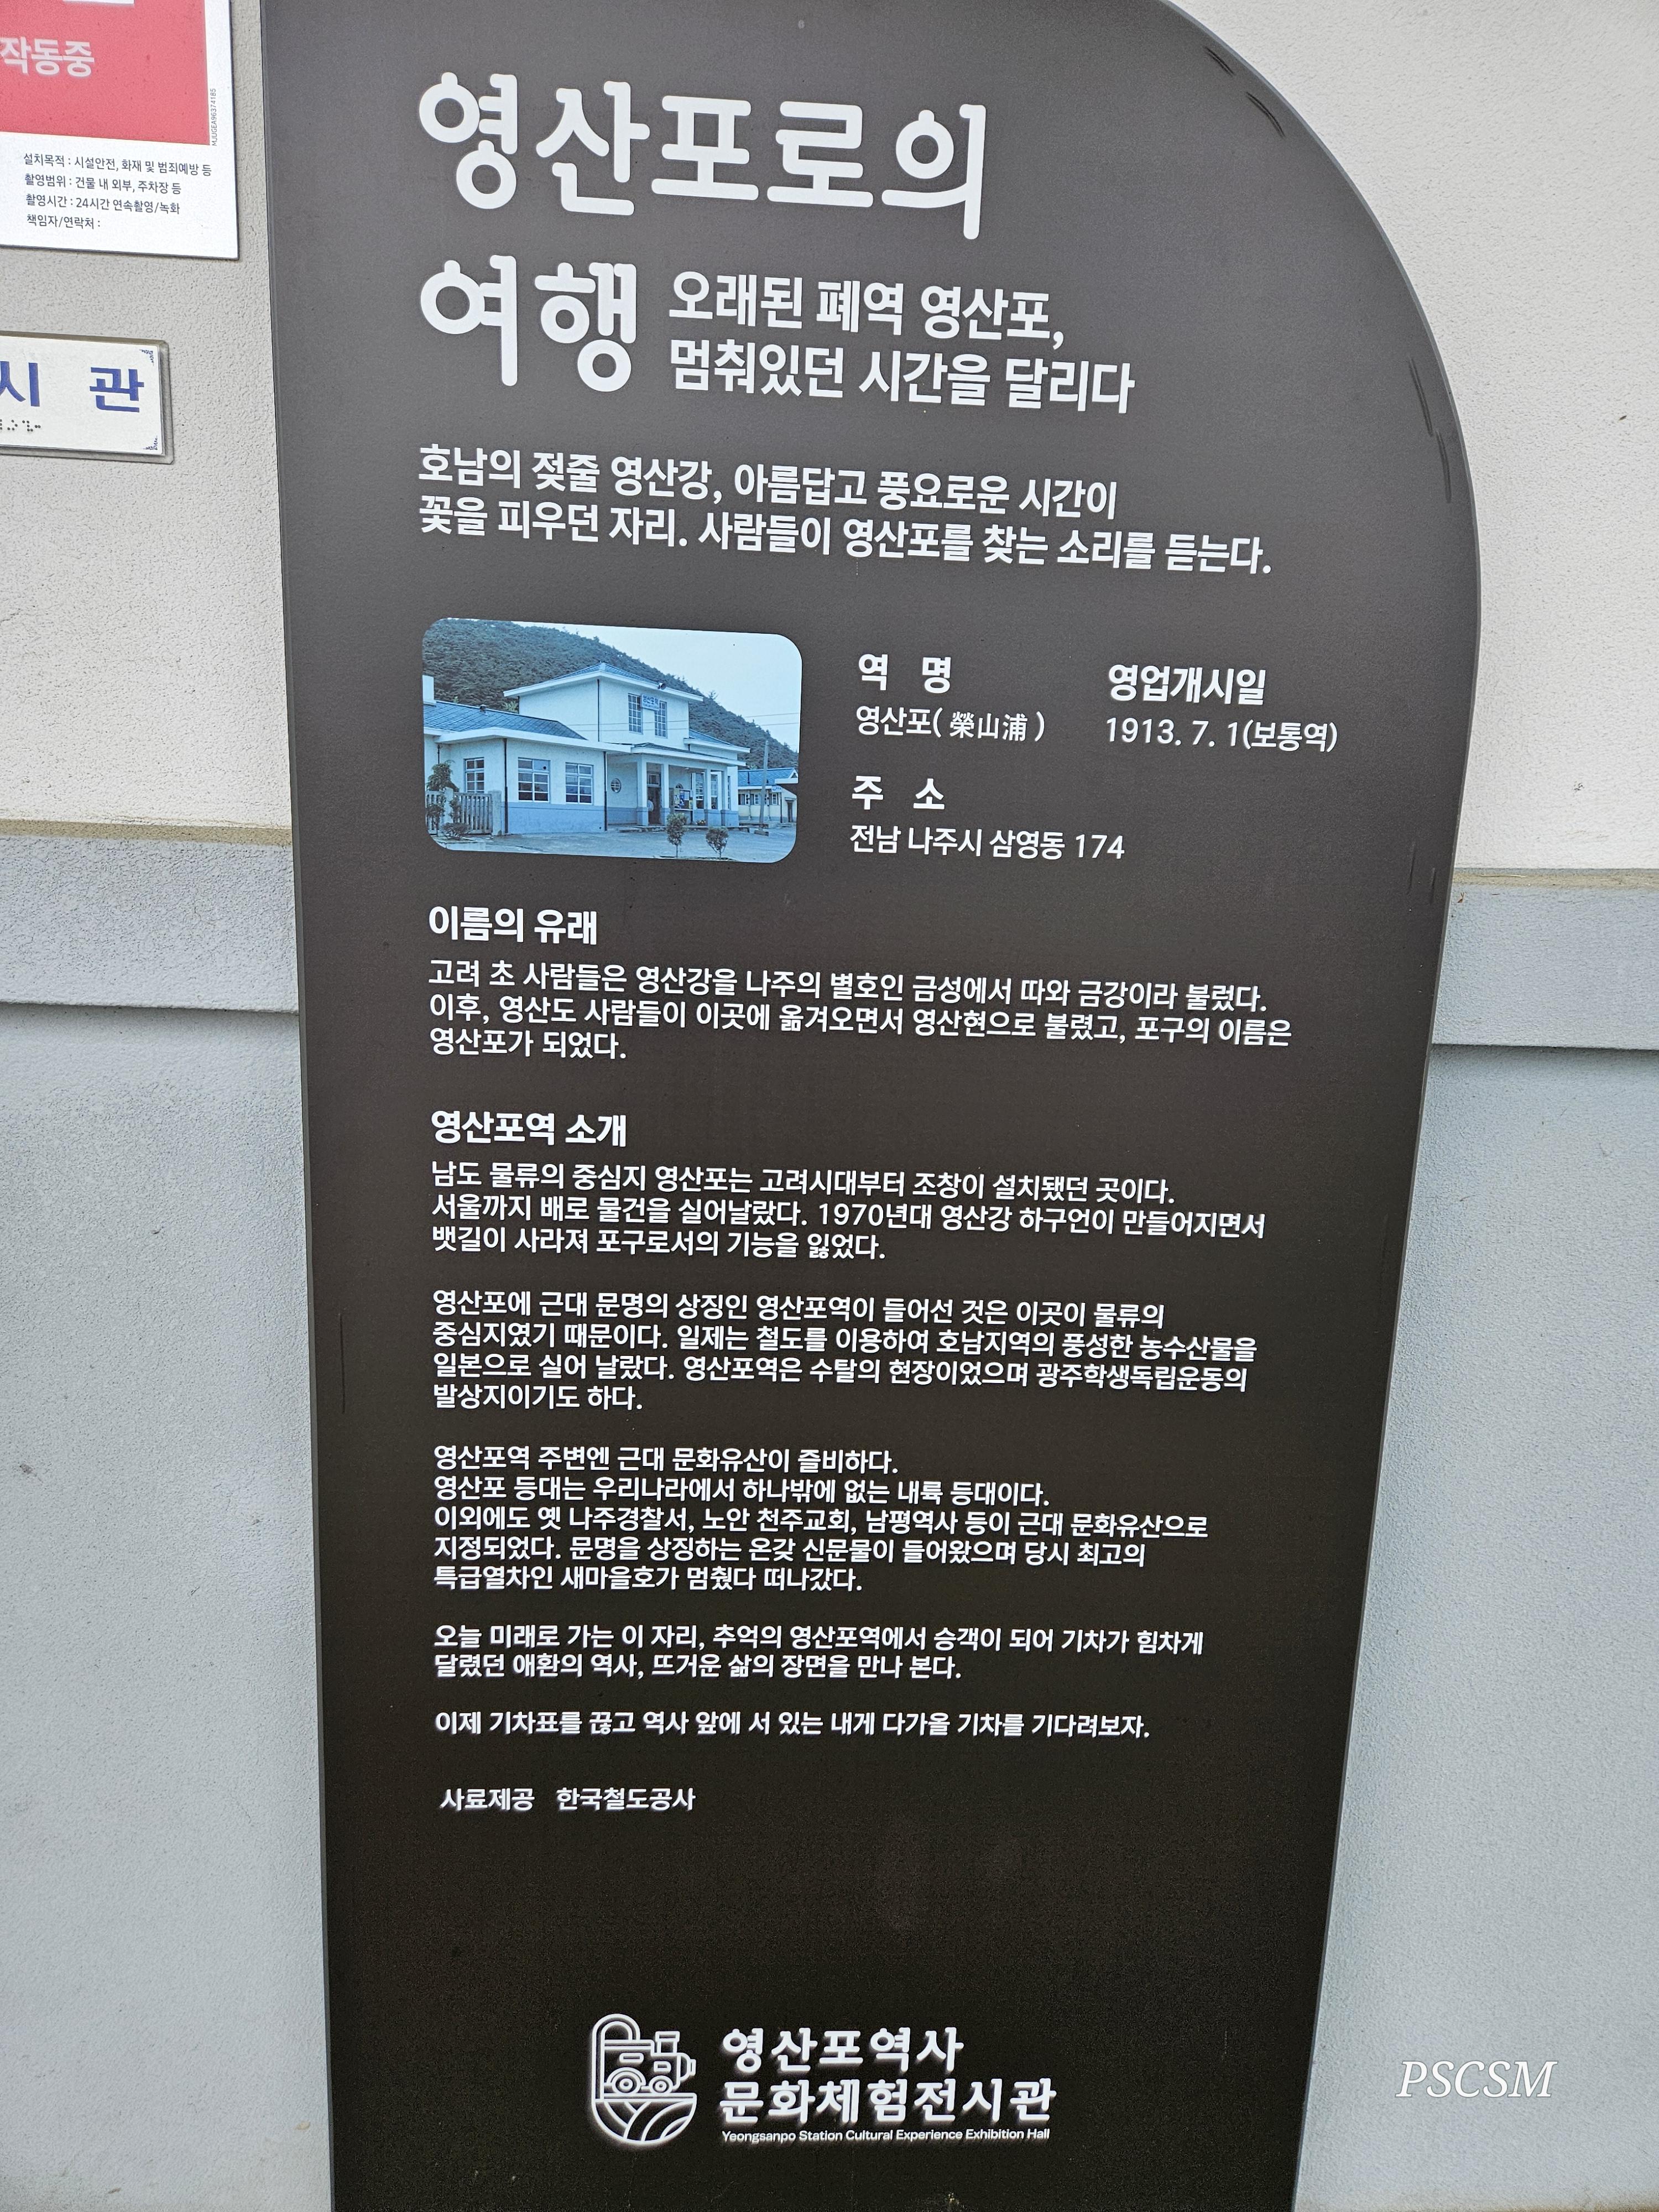 작동중
MJUGEA96374185
설치목적 : 시설안전, 화재 및 범죄예방 등
촬영범위 : 건물 내 외부, 주차장 등
촬영시간 : 24시간 연속촬영/녹화
책임자/연락처 :
시 관
영산포로의
여행
오래된 폐역 영산포,
멈춰있던 시간을 달리다
호남의 젖줄 영산강, 아름답고 풍요로운 시간이
꽃을 피우던 자리. 사람들이 영산포를 찾는 소리를 듣는다.
역 명
영산포( 榮山浦 )
영업개시일
1913. 7. 1(보통역)
주 소
전남 나주시 삼영동 174
이름의 유래
고려 초 사람들은 영산강을 나주의 별호인 금성에서 따와 금강이라 불렀다.
이후, 영산도 사람들이 이곳에 옮겨오면서 영산현으로 불렸고, 포구의 이름은
영산포가 되었다.
영산포역 소개
남도 물류의 중심지 영산포는 고려시대부터 조창이 설치됐던 곳이다.
서울까지 배로 물건을 실어날랐다. 1970년대 영산강 하구언이 만들어지면서
뱃길이 사라져 포구로서의 기능을 잃었다.
영산포에 근대 문명의 상징인 영산포역이 들어선 것은 이곳이 물류의
중심지였기 때문이다. 일제는 철도를 이용하여 호남지역의 풍성한 농수산물을
일본으로 실어 날랐다. 영산포역은 수탈의 현장이었으며 광주학생독립운동의
발상지이기도 하다.
영산포역 주변엔 근대 문화유산이 즐비하다.
영산포 등대는 우리나라에서 하나밖에 없는 내륙 등대이다.
이외에도 옛 나주경찰서, 노안 천주교회, 남평역사 등이 근대 문화유산으로
지정되었다. 문명을 상징하는 온갖 신문물이 들어왔으며 당시 최고의
특급열차인 새마을호가 멈췄다 떠나갔다.
오늘 미래로 가는 이 자리, 추억의 영산포역에서 승객이 되어 기차가 힘차게
달렸던 애환의 역사, 뜨거운 삶의 장면을 만나 본다.
이제 기차표를 끊고 역사 앞에 서 있는 내게 다가올 기차를 기다려보자.
사료제공 한국철도공사
영산포역사
문화체험전시관
Yeongsanpo Station Cultural Experience Exhibition Hall
PSCSM